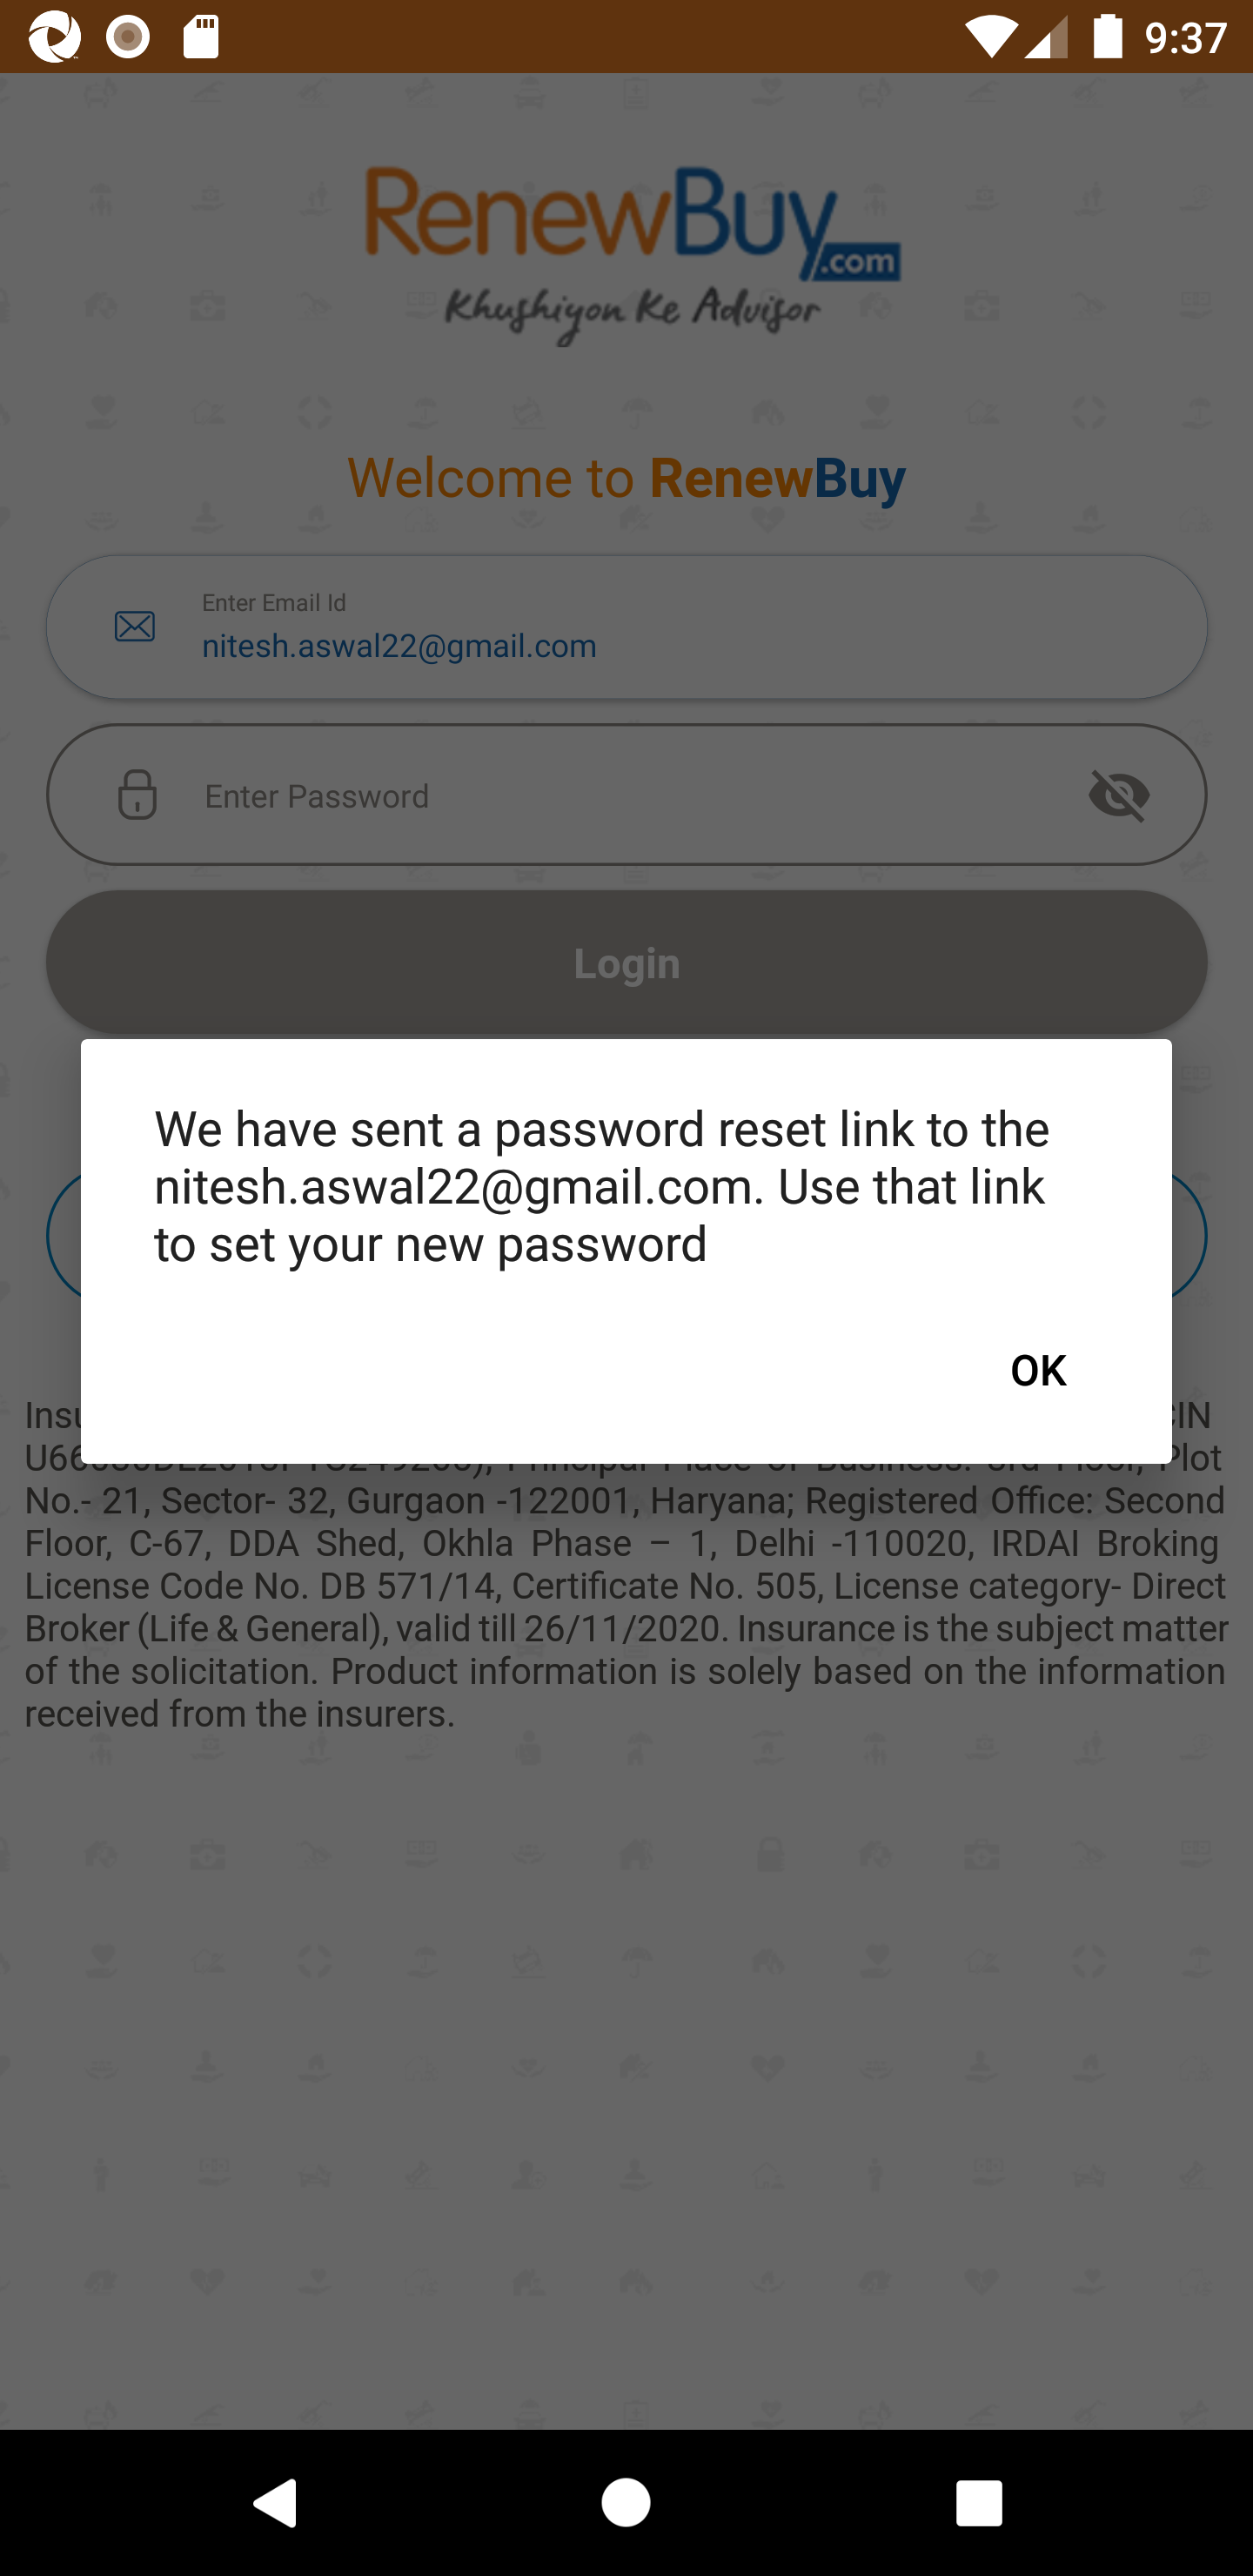 9:37
RenewBuy
.com
Khushiyon Ke Advisor
Welcome to RenewBuy
Enter Email Id
nitesh.aswal22@gmail.com
Enter Password
Login
We have sent a password reset link to the
nitesh.aswal22@gmail.com. Use that link
to set your new password
OK
Plot
No.- 21, Sector- 32, Gurgaon -122001, Haryana; Registered Office: Second
Floor, C-67, DDA Shed, Okhla Phase – 1, Delhi -110020, IRDAI Broking
License Code No. DB 571/14, Certificate No. 505, License category- Direct
Broker (Life & General), valid till 26/11/2020. Insurance is the subject matter
of the solicitation. Product information is solely based on the information
received from the insurers.